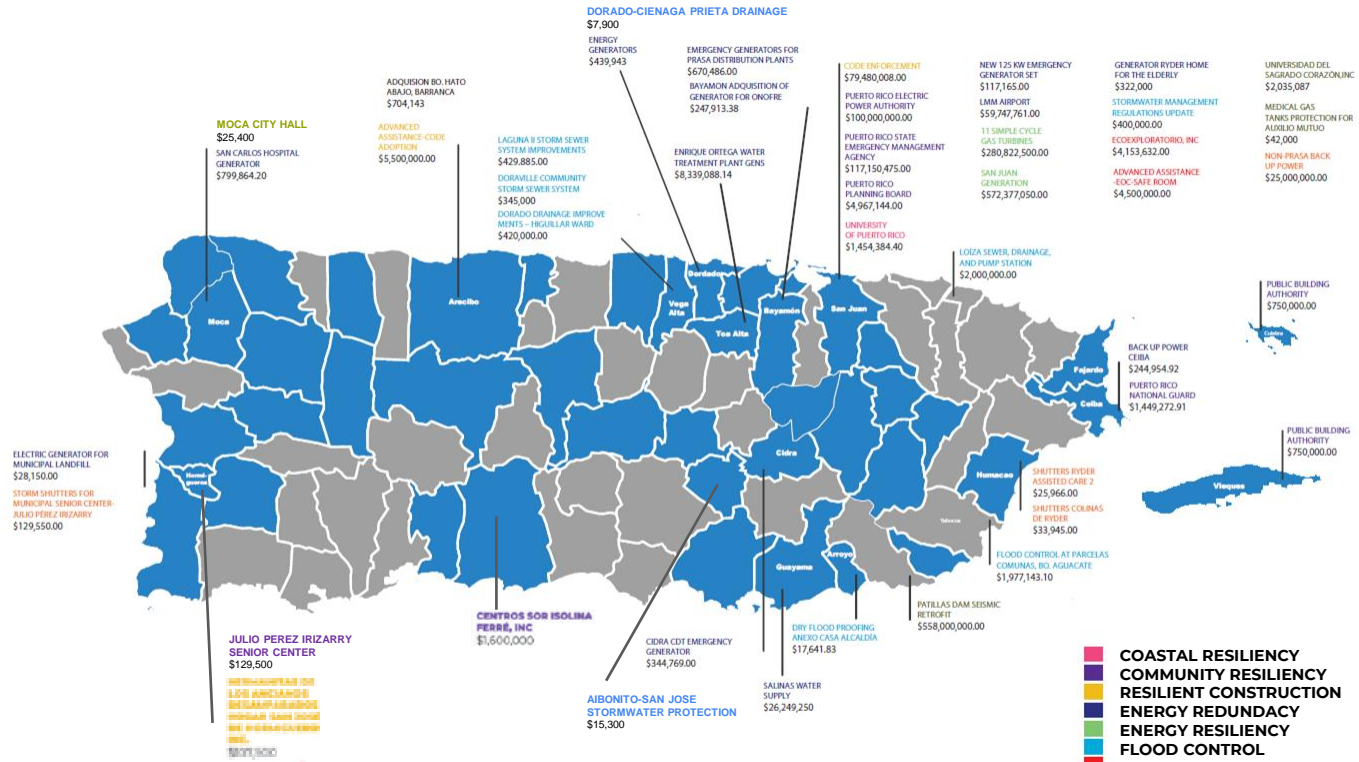 DORADO-CIENAGA PRIETA DRAINAGE
$7,900
ENERGY
GENERATORS
$439,943
EMERGENCY GENERATORS FOR
PRASA DISTRIBUTION PLANTS
$670,486.00
BAYAMON ADQUISITION OF
GENERATOR FOR ONOFRE
$247,913.38
ENRIQUE ORTEGA WATER
TREATMENT PLANT GENS
$8,339,088.14
CODE ENFORCEMENT
$79,480,008.00
PUERTO RICO ELECTRIC
POWER AUTHORITY
$100,000,000.00
PUERTO RICO STATE
EMERGENCY MANAGEMENT
AGENCY
$117,150,475.00
PUERTO RICO
PLANNING BOARD
$4,967,144.00
UNIVERSITY
OF PUERTO RICO
$1,454,384.40
NEW 125 KW EMERGENCY
GENERATOR SET
$117,165.00
LMM AIRPORT
$59,747,761.00
11 SIMPLE CYCLE
GAS TURBINES
$280,822,500.00
SAN JUAN
GENERATION
$572,377,050.00
GENERATOR RYDER HOME
FOR THE ELDERLY
$322,000
STORMWATER MANAGEMENT
REGULATIONS UPDATE
$400,000.00
ECOEXPLORATORIO, INC
$4,153,632.00
ADVANCED ASSISTANCE
-EOC-SAFE ROOM
$4,500,000.00
UNIVERSIDAD DEL
SAGRADO CORAZÓN,INC
$2,035,087
MEDICAL GAS
TANKS PROTECTION FOR
AUXILIO MUTUO
$42,000
NON-PRASA BACK
UP POWER
$25,000,000.00
ADQUISION BO. HATO
ABAJO, BARRANCA
$704,143
ADVANCED
ASSISTANCE-CODE
ADOPTION
$5,500,000.00
MOCA CITY HALL
$25,400
SAN CARLOS HOSPITAL
GENERATOR
$799,864.20
LAGUNA II STORM SEWER
SYSTEM IMPROVEMENTS
$429.885.00
DORAVILLE COMMUNITY
STORM SEWER SYSTEM
$345,000
DORADO DRAINAGE IMPROVE
MENTS – HIGUILLAR WARD
$420,000.00
LOÍZA SEWER, DRAINAGE,
AND PUMP STATION
$2,000,000.00
PUBLIC BUILDING
AUTHORITY
$750,000.00
Culebra
Dordado
Arecibo
Vega
Alta
Bayamón
San Juan
Moca
Toa Alta
Fajardo
Ceiba
BACK UP POWER
CEIBA
$244,954.92
PUERTO RICO
NATIONAL GUARD
$1,449,272.91
PUBLIC BUILDING
AUTHORITY
$750,000.00
Vieques
ELECTRIC GENERATOR FOR
MUNICIPAL LANDFILL
$28,150.00
STORM SHUTTERS FOR
MUNICIPAL SENIOR CENTER-
JULIO PÉREZ IRIZARRY
$129,550.00
Hormi-
gueros
Cidra
Humacao
SHUTTERS RYDER
ASSISTED CARE 2
$25,966.00
SHUTTERS COLINAS
DE RYDER
$33,945.00
Yabucoa
FLOOD CONTROL AT PARCELAS
COMUNAS, BO. AGUACATE
$1,977,143.10
Arroyo
Guayama
PATILLAS DAM SEISMIC
RETROFIT
$558,000,000.00
CENTROS SOR ISOLINA
FERRÉ, INC
$1,600,000
CIDRA CDT EMERGENCY
GENERATOR
$344,769.00
DRY FLOOD PROOFING
ANEXO CASA ALCALDÍA
$17,641.83
SALINAS WATER
SUPPLY
$26,249,250
JULIO PEREZ IRIZARRY
SENIOR CENTER
$129,500
AIBONITO-SAN JOSE
STORMWATER PROTECTION
$15,300
COASTAL RESILIENCY
COMMUNITY RESILIENCY
RESILIENT CONSTRUCTION
ENERGY REDUNDACY
ENERGY RESILIENCY
FLOOD CONTROL